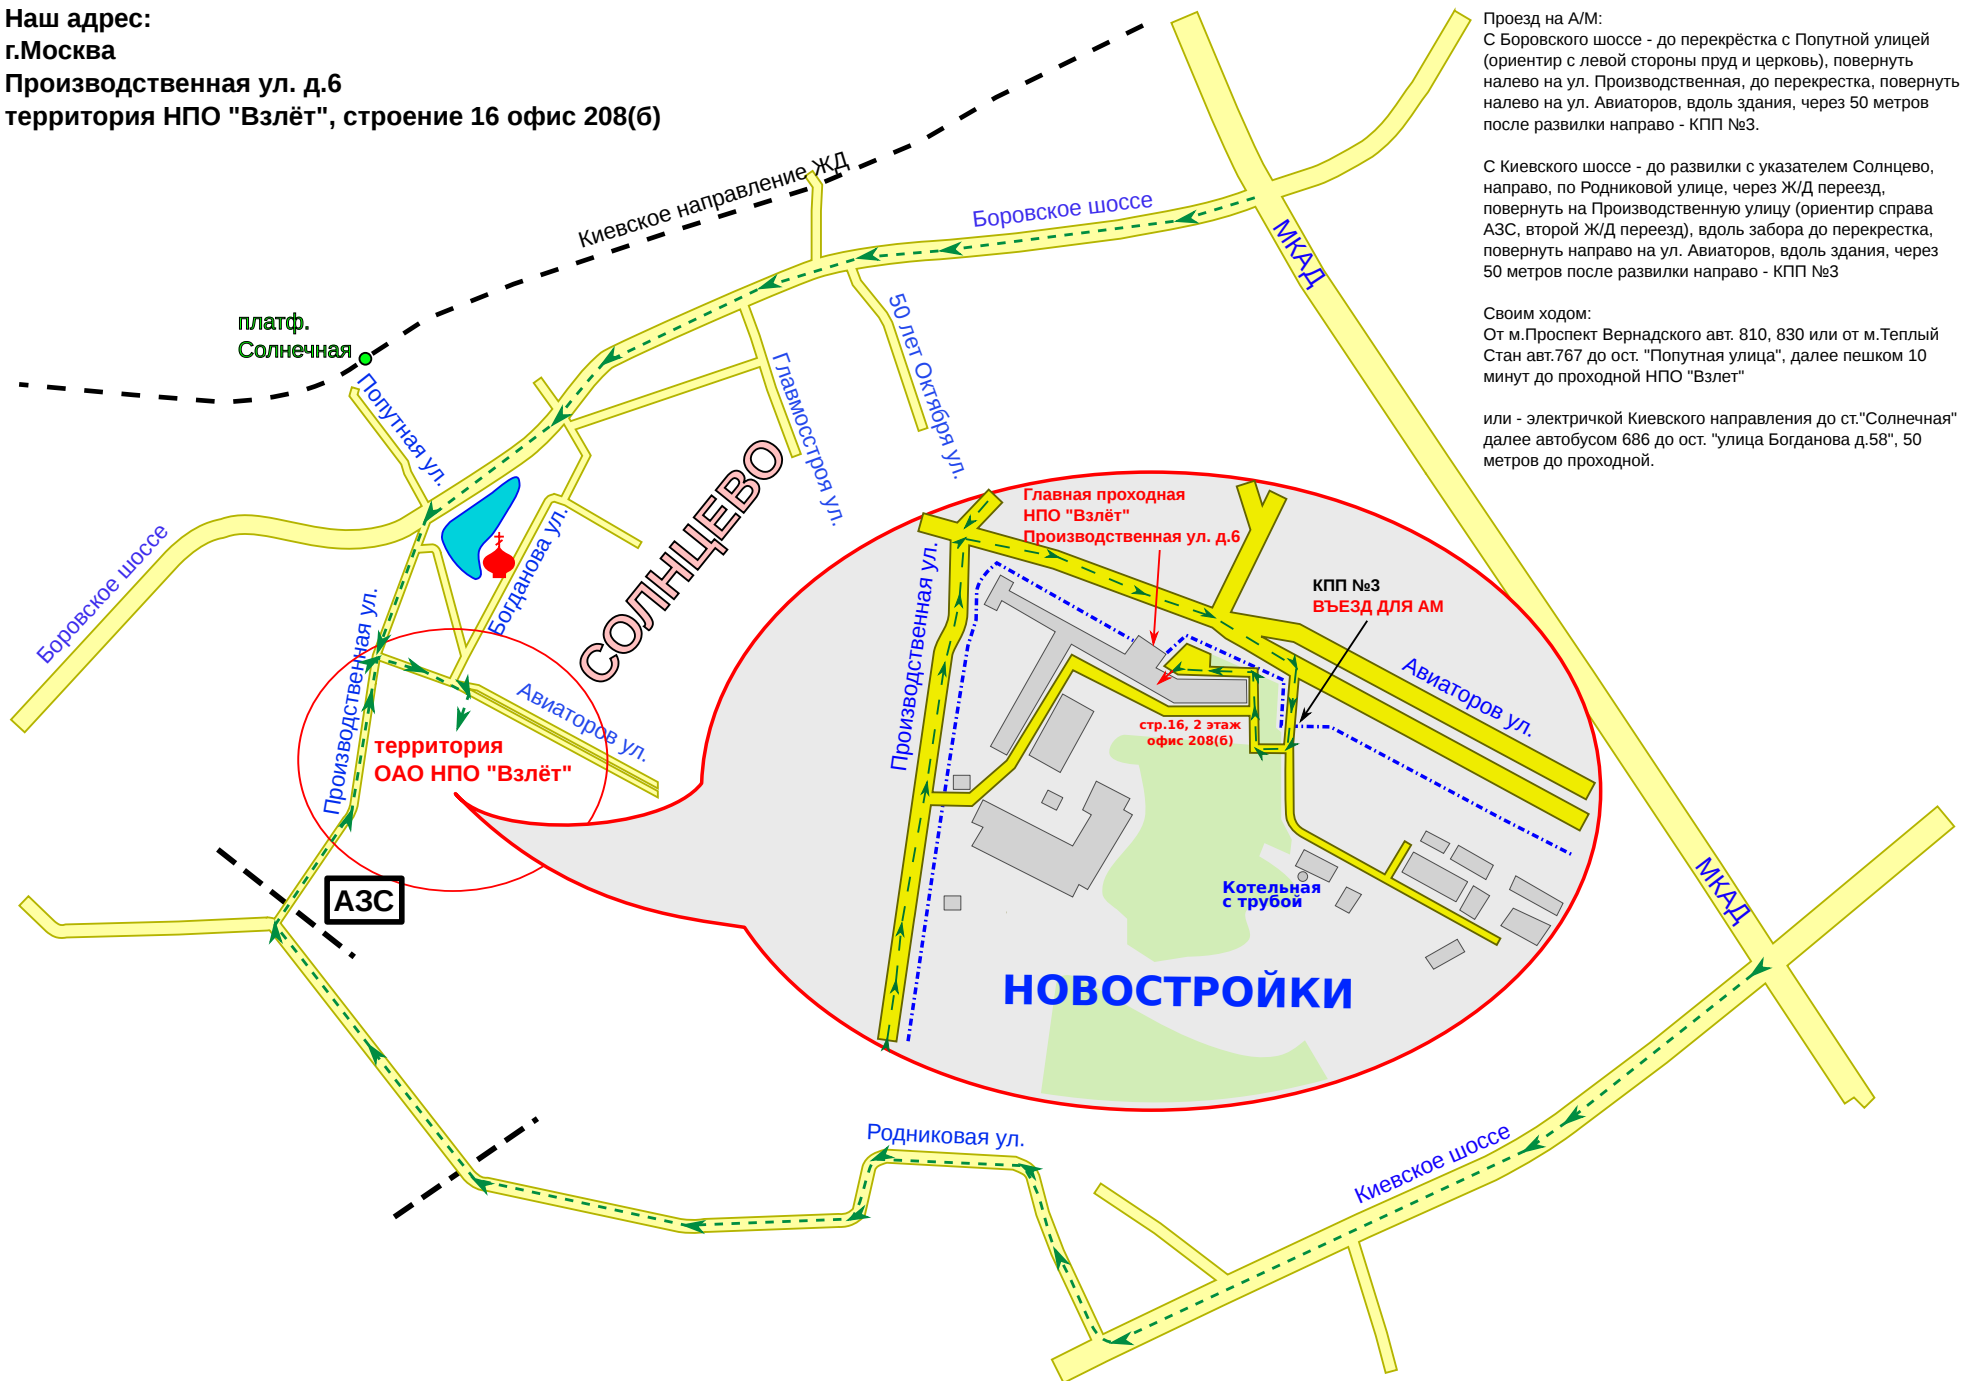 Наш адрес:
г.Москва
Производственная ул. д.6
территория НПО "Взлёт", строение 16 офис 208(б)
Проезд на А/М:
С Боровского шоссе - до перекрёстка с Попутной улицей
(ориентир с левой стороны пруд и церковь), повернуть
налево на ул. Производственная, до перекрестка, повернуть
налево на ул. Авиаторов, вдоль здания, через 50 метров
после развилки направо - КПП №3.
С Киевского шоссе - до развилки с указателем Солнцево,
направо, по Родниковой улице, через Ж/Д переезд,
повернуть на Производственную улицу (ориентир справа
АЗС, второй Ж/Д переезд), вдоль забора до перекрестка,
повернуть направо на ул. Авиаторов, вдоль здания, через
50 метров после развилки направо - КПП №3
Своим ходом:
От м.Проспект Вернадского авт. 810, 830 или от м.Теплый
Стан авт.767 до ост. "Попутная улица", далее пешком 10
минут до проходной НПО "Взлет"
или - электричкой Киевского направления до ст."Солнечная"
далее автобусом 686 до ост. "улица Богданова д.58", 50
метров до проходной.
Киевское направление ЖД
Боровское шоссе
МКАД
платф.
Солнечная
Попутная ул.
50 лет Октября ул.
Главмосстроя ул.
СОЛНЦЕВО
Боровское шоссе
Богданова ул.
Производственная ул.
Авиаторов ул.
территория
ОАО НПО "Взлёт"
АЗС
Главная проходная
НПО "Взлёт"
Производственная ул. д.6
КПП №3
ВЪЕЗД ДЛЯ АМ
Производственная ул.
Авиаторов ул.
стр.16, 2 этаж
офис 208(б)
Котельная
с трубой
НОВОСТРОЙКИ
МКАД
Родниковая ул.
Киевское шоссе